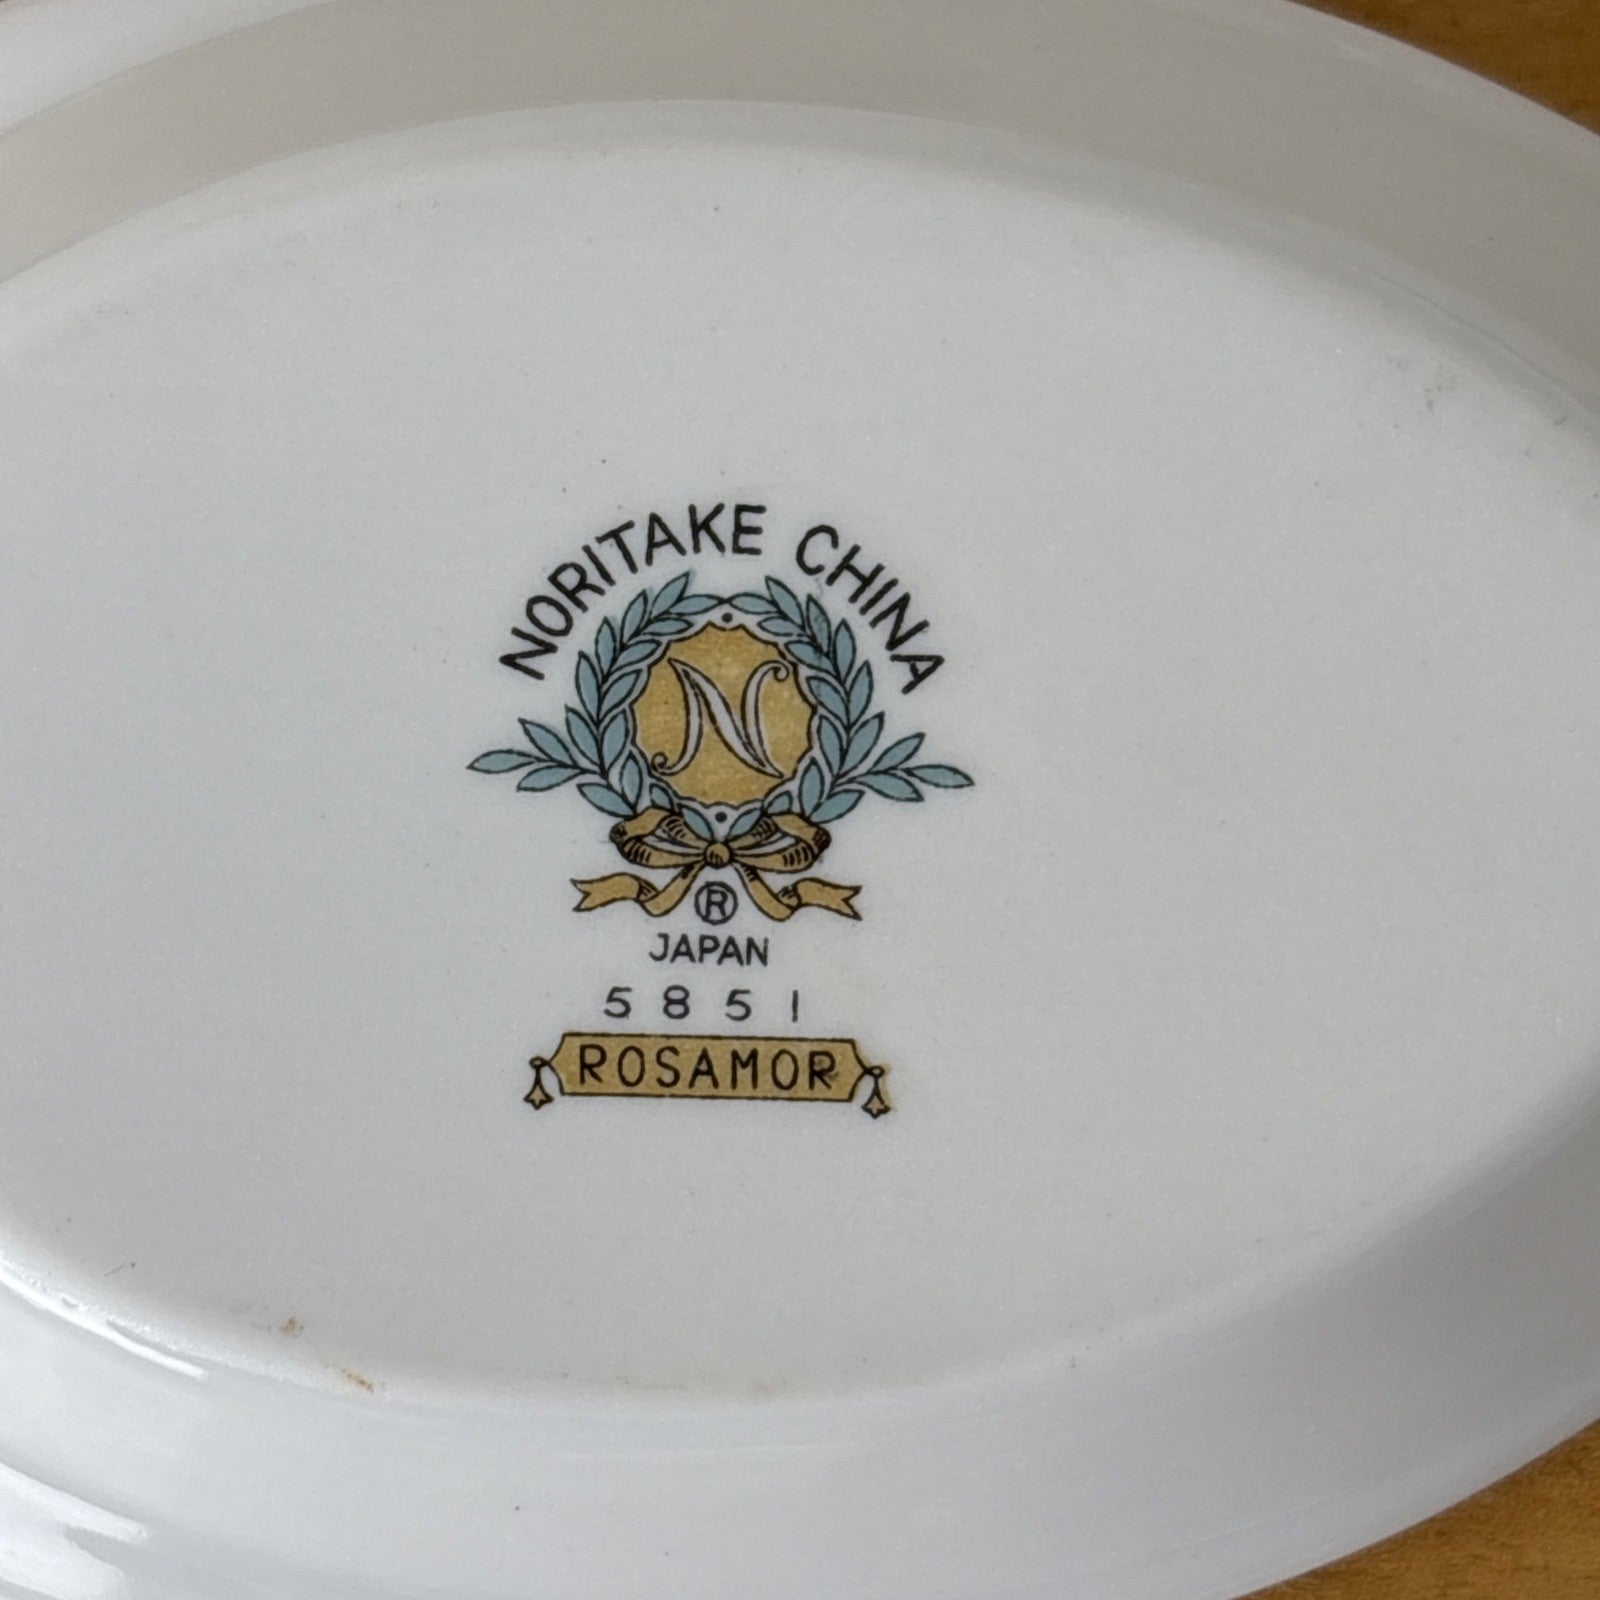 NORITAKE CHINA
N
®
JAPAN
5851
ROSAMOR